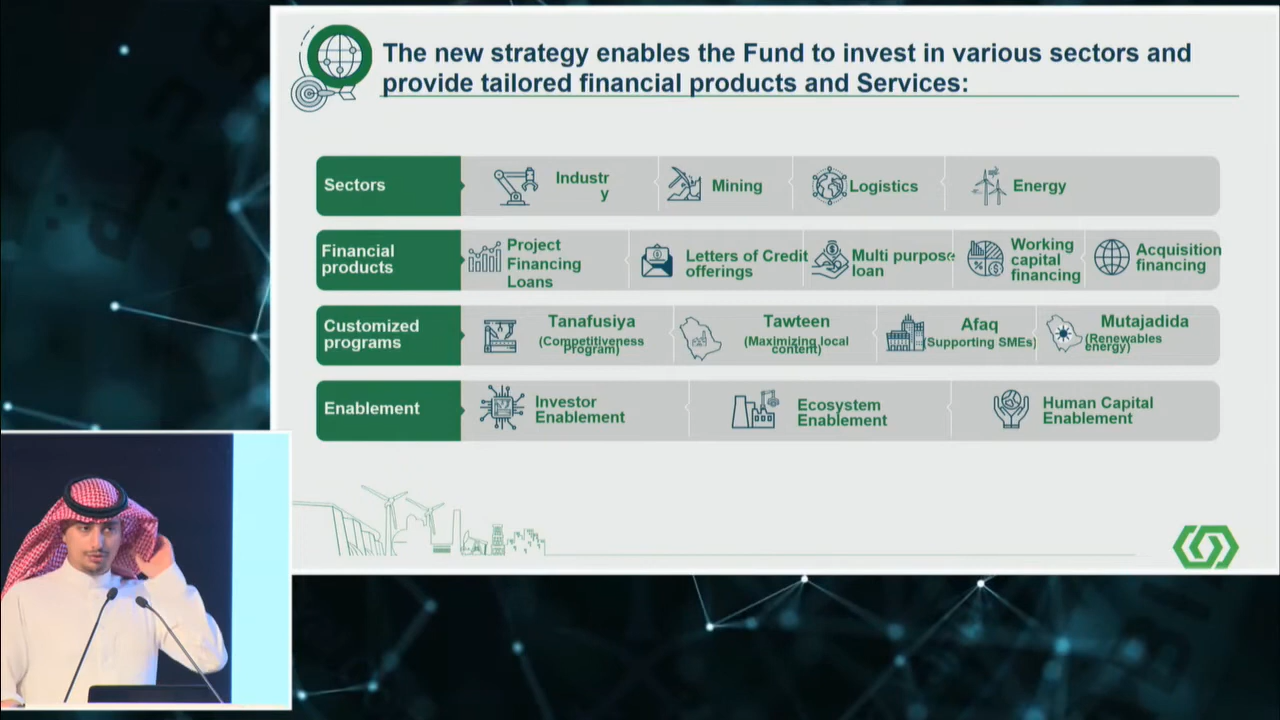 The new strategy enables the Fund to invest in various sectors and
provide tailored financial products and Services:
Sectors
Industr
y
Mining
Logistics
Energy
Financial
products
Project
Financing
Loans
Letters of Credit
offerings
Multi purpose
loan
Working
capital
financing
Acquisition
financing
Customized
programs
Tanafusiya
(Competitiveness
Program)
Tawteen
(Maximizing local
content)
Afaq
(Supporting SMEs)
Mutajadida
(Renewables
energy)
Enablement
Investor
Enablement
Ecosystem
Enablement
Human Capital
Enablement